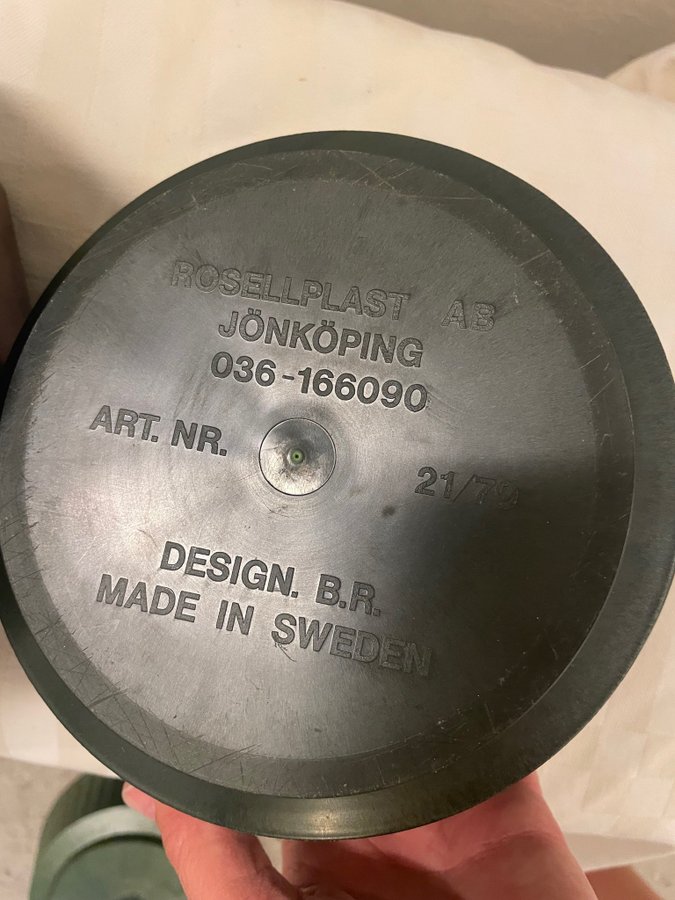 ROSELLPLAST AB
JÖNKÖPING
036-166090
ART. NR. 21/79
DESIGN. B.R.
MADE IN SWEDEN